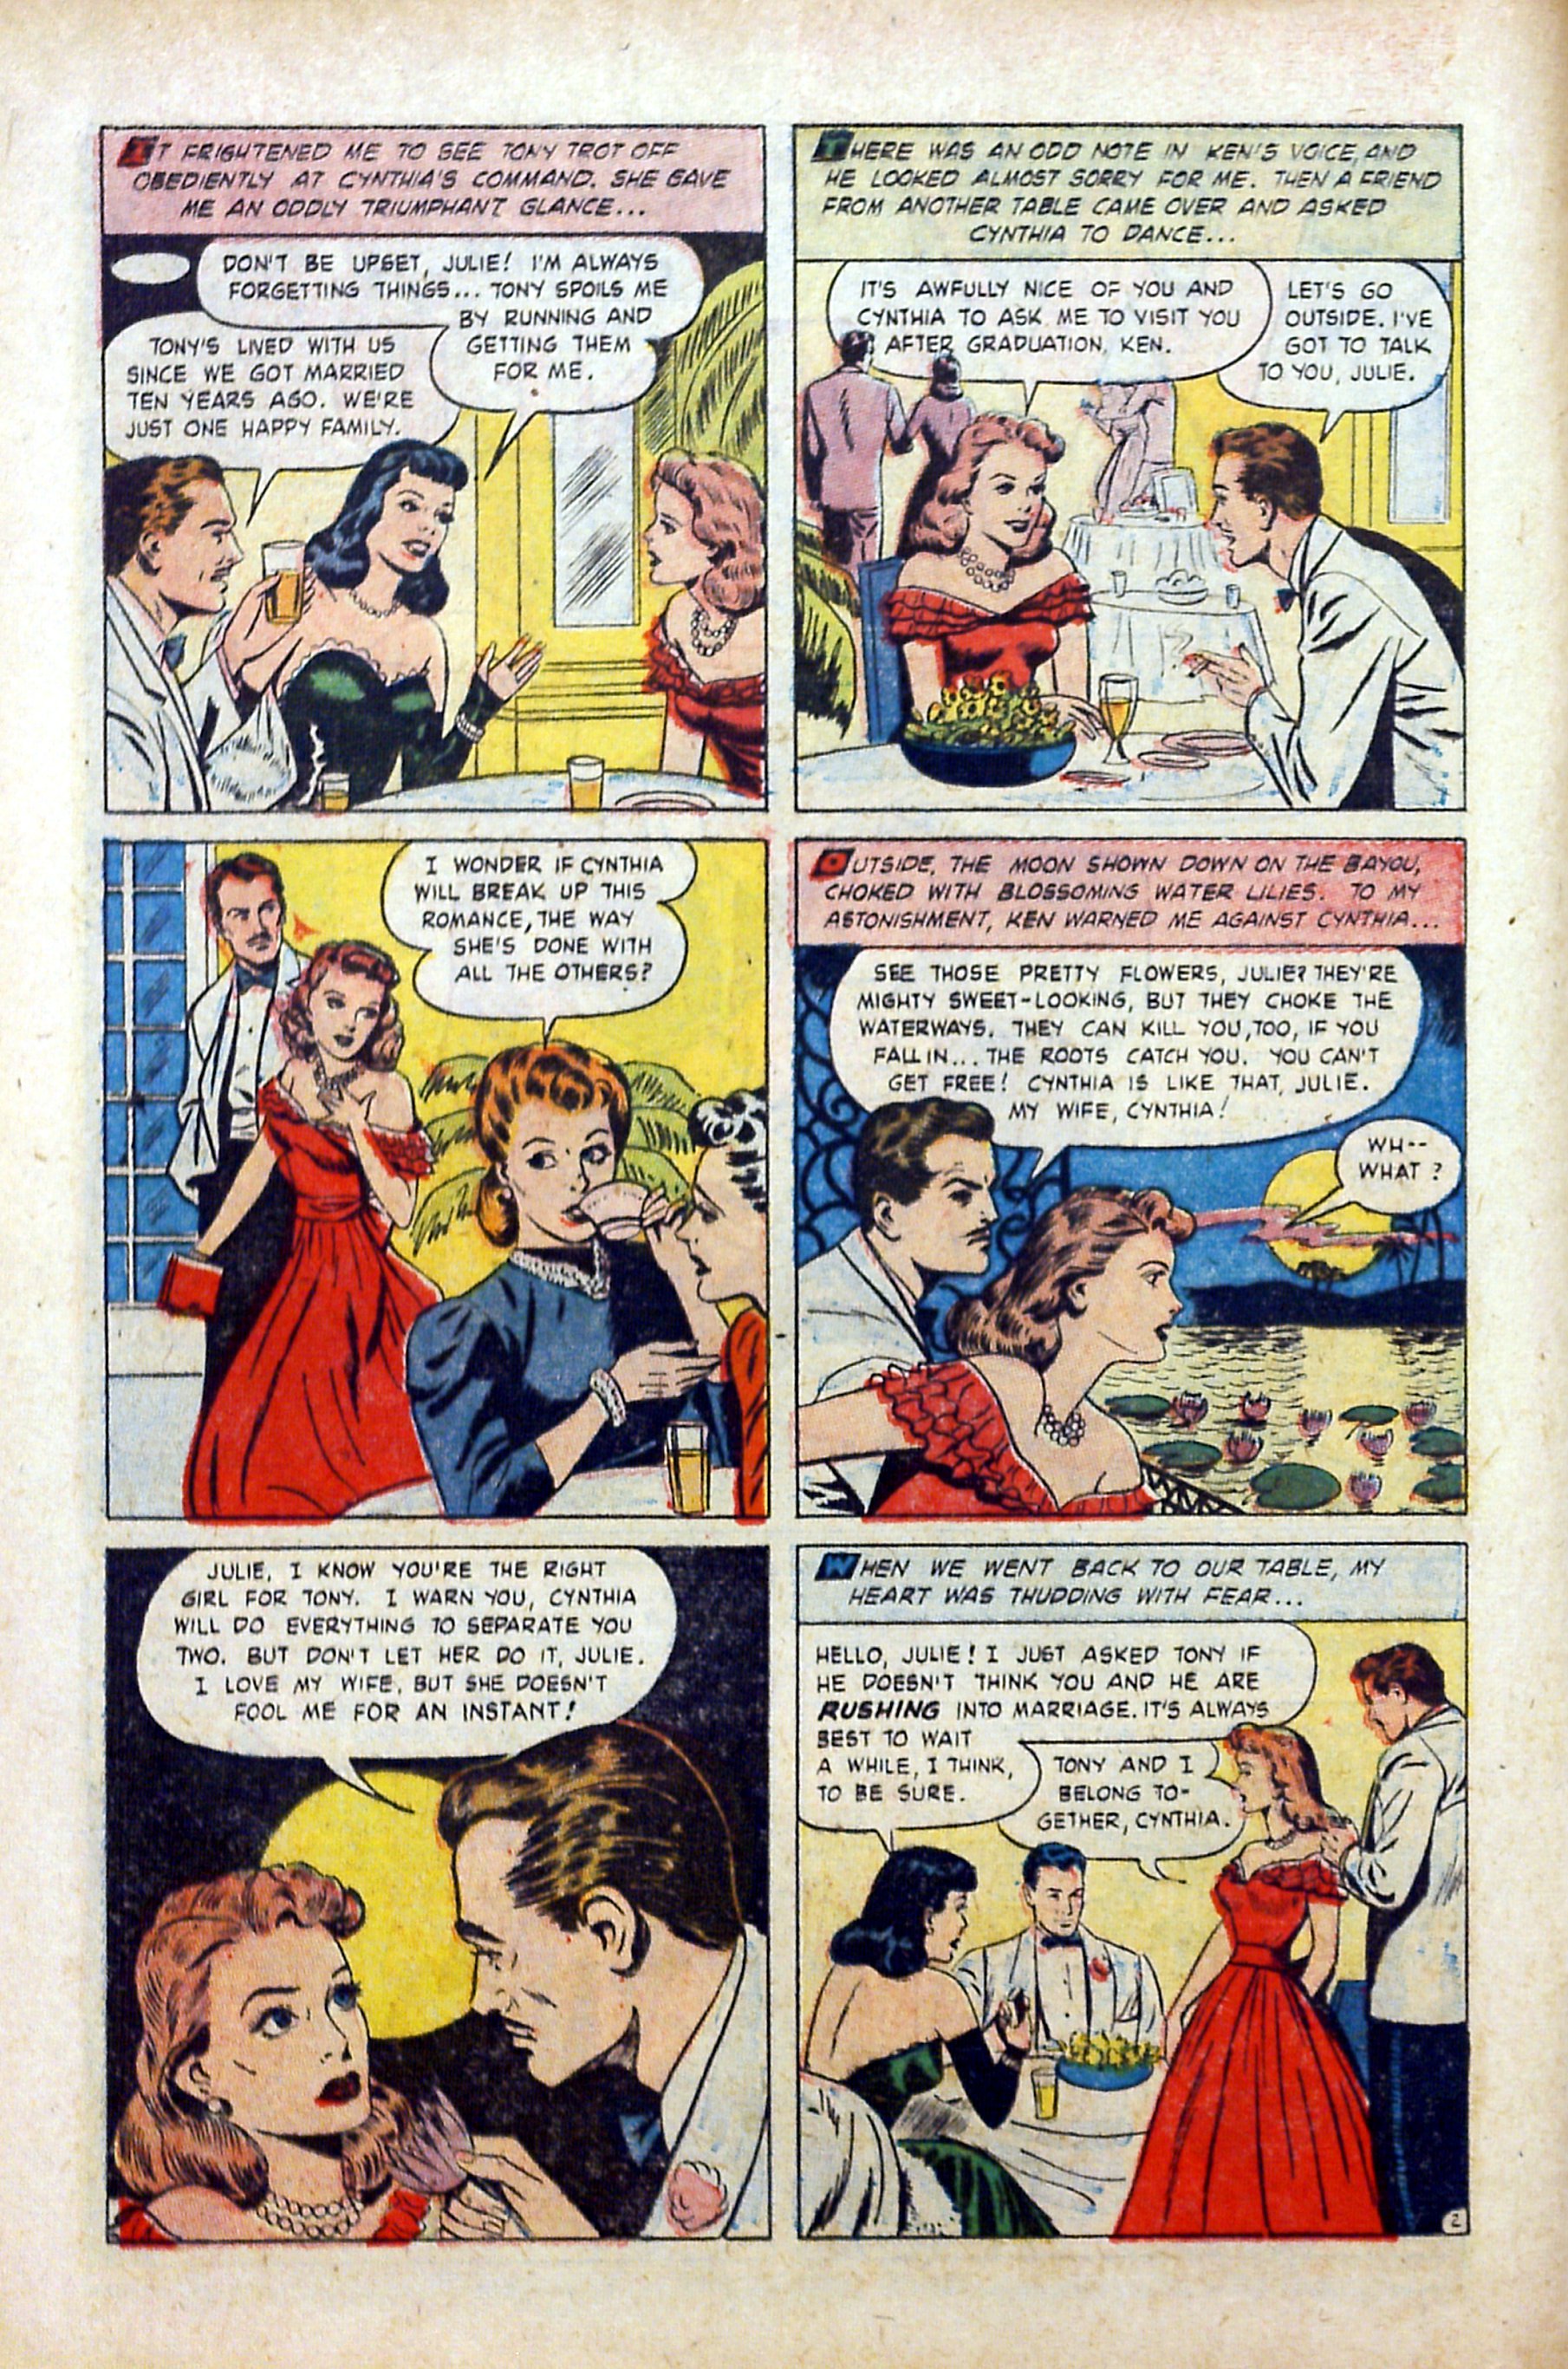 IT FRIGHTENED ME TO SEE TONY TROT OFF
OBEDIENTLY AT CYNTHIA'S COMMAND. SHE GAVE
ME AN ODDLY TRIUMPHANT GLANCE...
DON'T BE UPSET, JULIE! I'M ALWAYS
FORGETTING THINGS... TONY SPOILS ME
BY RUNNING AND
GETTING THEM
FOR ME.
TONY'S LIVED WITH US
SINCE WE GOT MARRIED
TEN YEARS AGO. WE'RE
JUST ONE HAPPY FAMILY.
THERE WAS AN ODD NOTE IN KEN'S VOICE, AND
HE LOOKED ALMOST SORRY FOR ME. THEN A FRIEND
FROM ANOTHER TABLE CAME OVER AND ASKED
CYNTHIA TO DANCE...
IT'S AWFULLY NICE OF YOU AND
CYNTHIA TO ASK ME TO VISIT YOU
AFTER GRADUATION, KEN.
LET'S GO
OUTSIDE. I'VE
GOT TO TALK
TO YOU, JULIE.
I WONDER IF CYNTHIA
WILL BREAK UP THIS
ROMANCE, THE WAY
SHE'S DONE WITH
ALL THE OTHERS?
OUTSIDE, THE MOON SHOWN DOWN ON THE BAYOU,
CHOKED WITH BLOSSOMING WATER LILIES. TO MY
ASTONISHMENT, KEN WARNED ME AGAINST CYNTHIA...
SEE THOSE PRETTY FLOWERS, JULIE? THEY'RE
MIGHTY SWEET-LOOKING, BUT THEY CHOKE THE
WATERWAYS. THEY CAN KILL YOU, TOO, IF YOU
FALL IN... THE ROOTS CATCH YOU. YOU CAN'T
GET FREE! CYNTHIA IS LIKE THAT, JULIE.
MY WIFE, CYNTHIA!
WH--
WHAT?
JULIE, I KNOW YOU'RE THE RIGHT
GIRL FOR TONY. I WARN YOU, CYNTHIA
WILL DO EVERYTHING TO SEPARATE YOU
TWO. BUT DON'T LET HER DO IT, JULIE.
I LOVE MY WIFE, BUT SHE DOESN'T
FOOL ME FOR AN INSTANT!
WHEN WE WENT BACK TO OUR TABLE, MY
HEART WAS THUDDING WITH FEAR...
HELLO, JULIE! I JUST ASKED TONY IF
HE DOESN'T THINK YOU AND HE ARE
RUSHING INTO MARRIAGE. IT'S ALWAYS
BEST TO WAIT
A WHILE, I THINK,
TO BE SURE.
TONY AND I
BELONG TO-
GETHER, CYNTHIA.
2